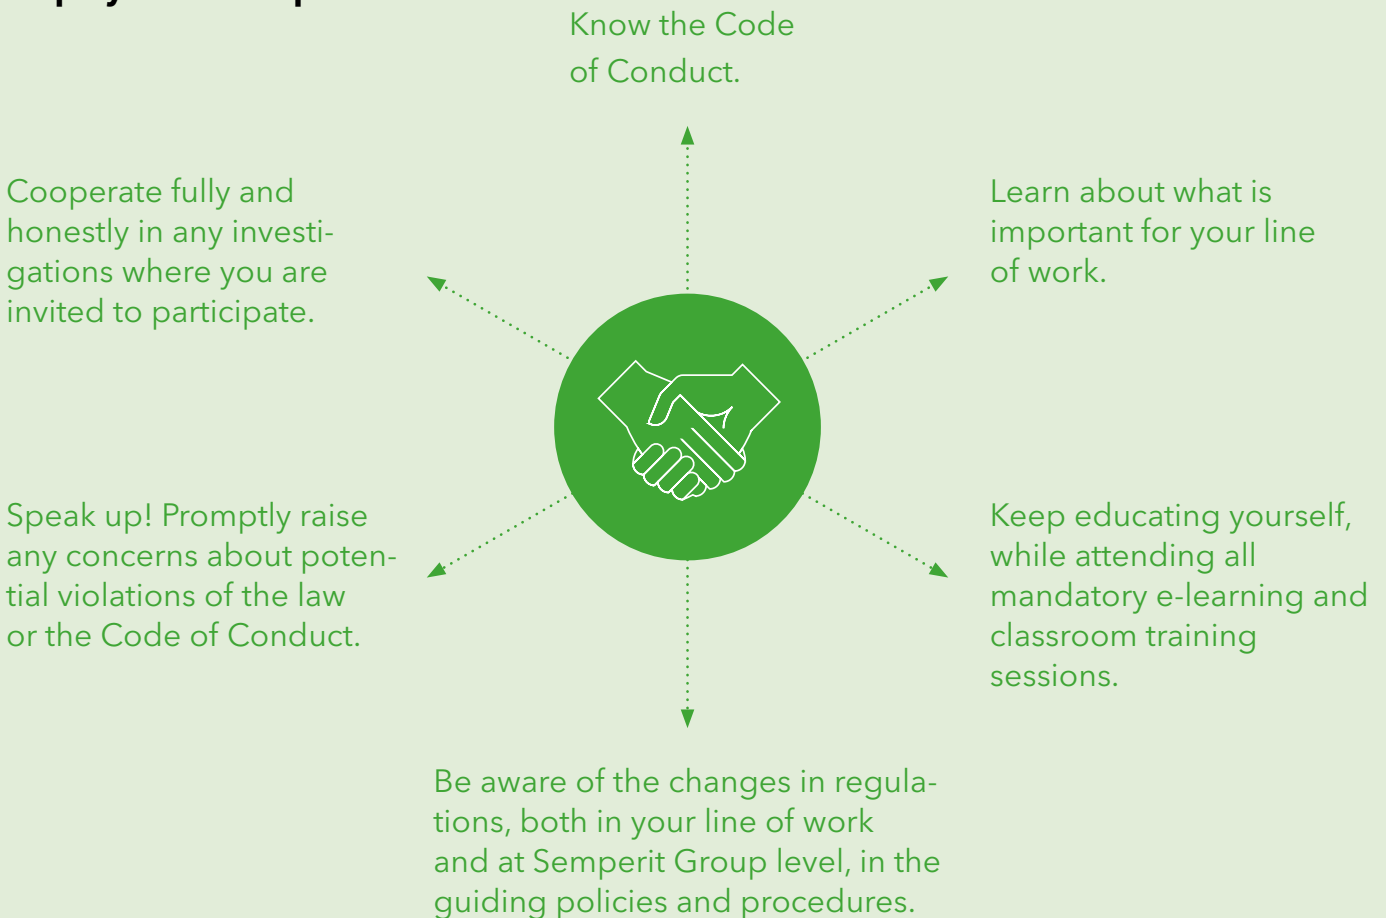 Know the Code
of Conduct.
Learn about what is
important for your line
of work.
Keep educating yourself,
while attending all
mandatory e-learning and
classroom training
sessions.
Be aware of the changes in regula-
tions, both in your line of work
and at Semperit Group level, in the
guiding policies and procedures.
Speak up! Promptly raise
any concerns about poten-
tial violations of the law
or the Code of Conduct.
Cooperate fully and
honestly in any investi-
gations where you are
invited to participate.